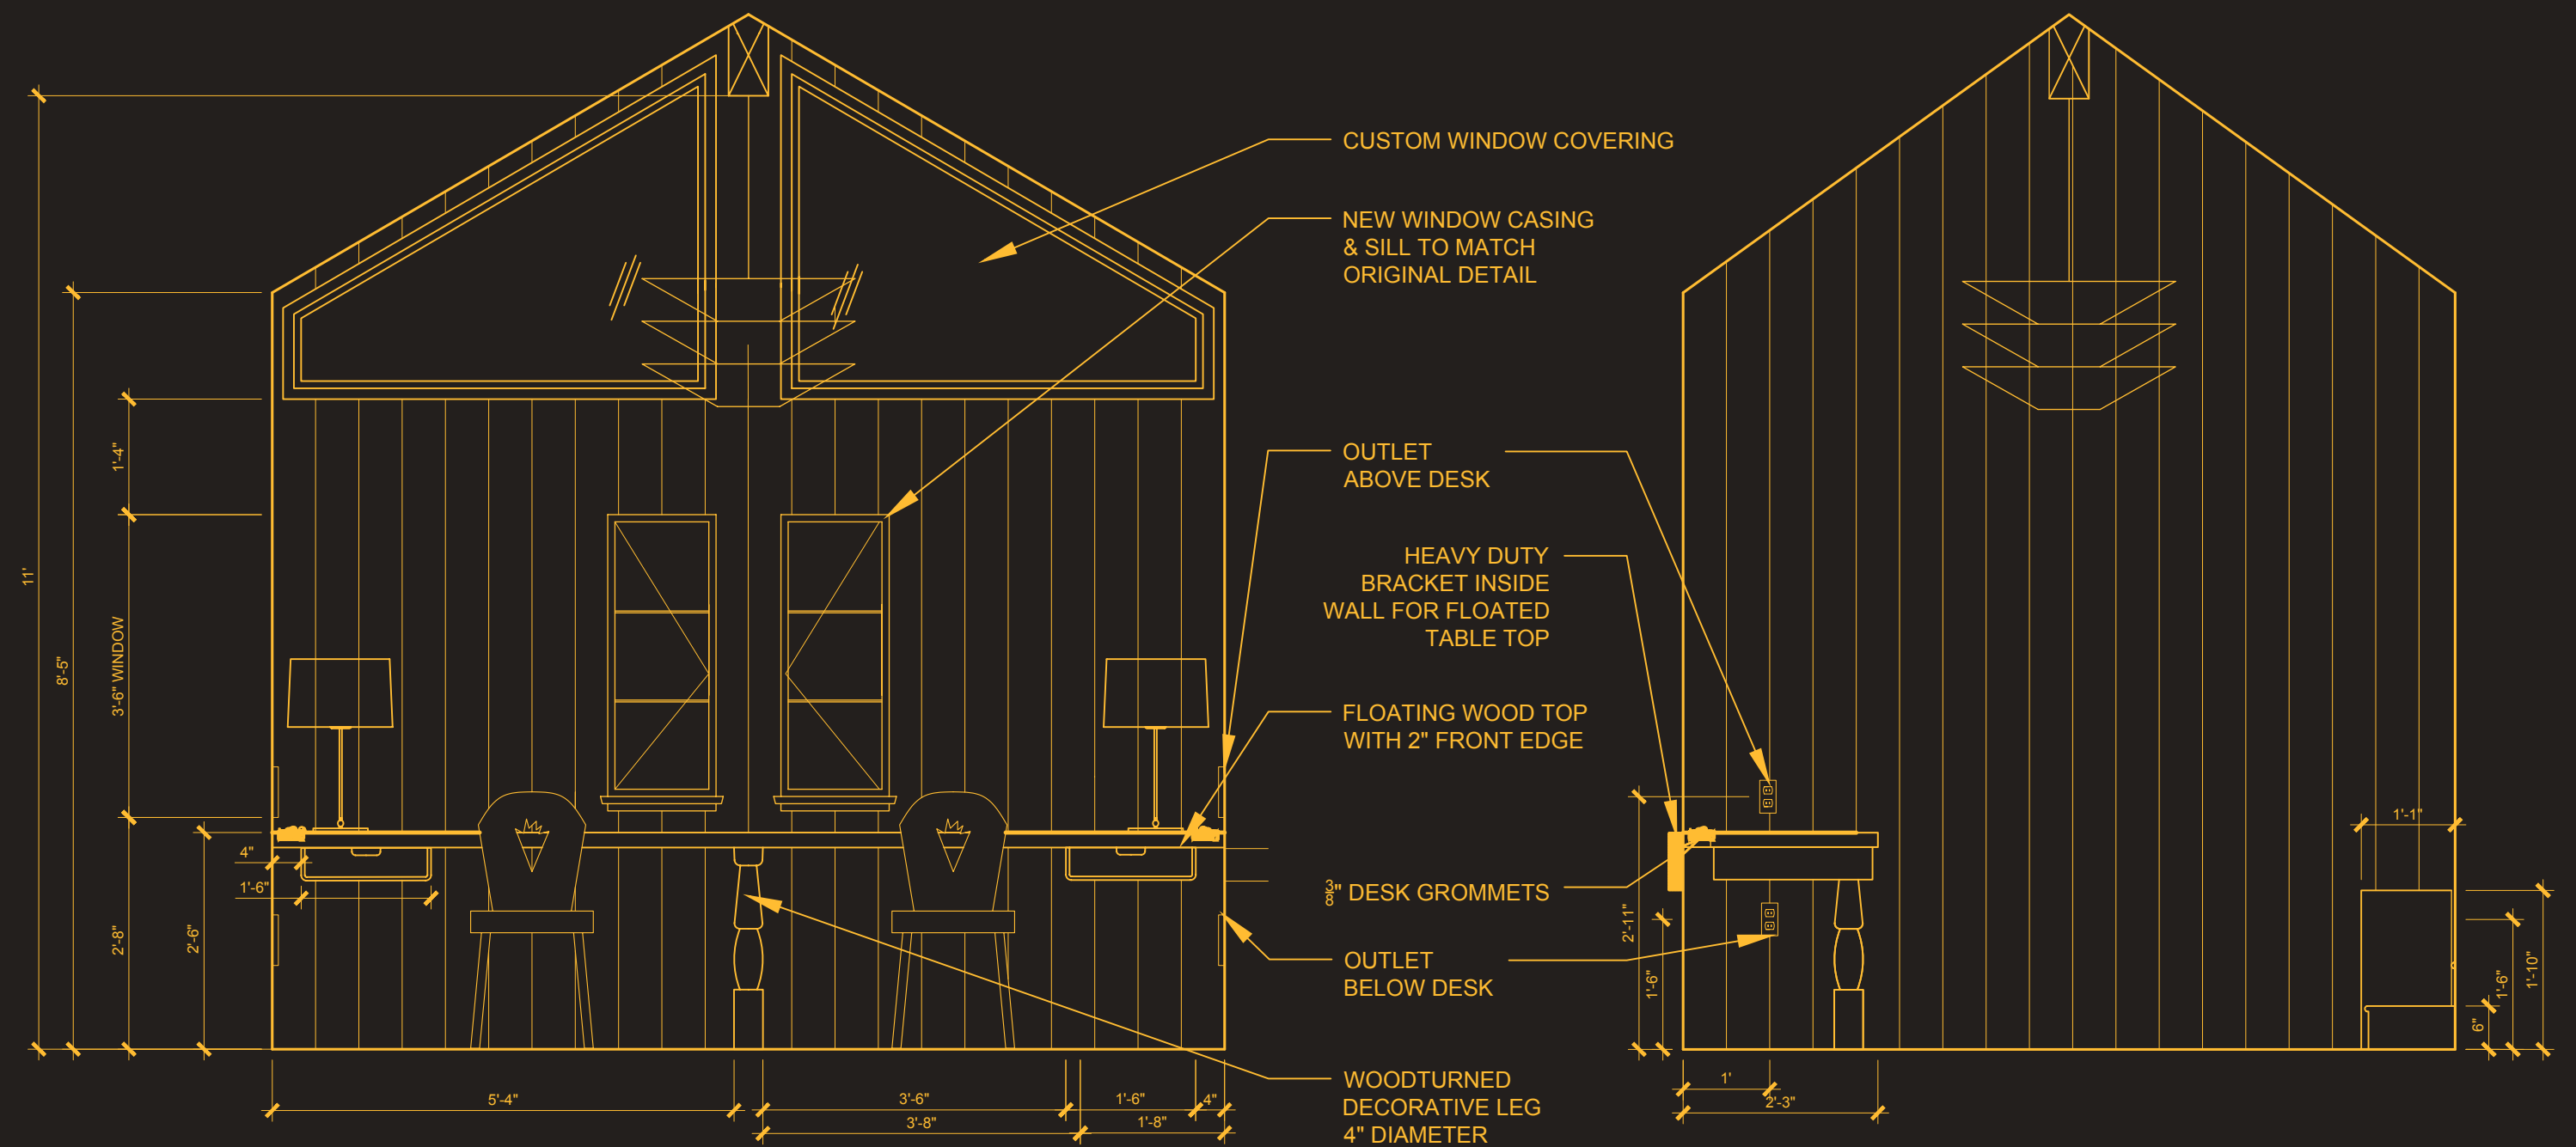 CUSTOM WINDOW COVERING
NEW WINDOW CASING
& SILL TO MATCH
ORIGINAL DETAIL
OUTLET
ABOVE DESK
HEAVY DUTY
BRACKET INSIDE
WALL FOR FLOATED
TABLE TOP
FLOATING WOOD TOP
WITH 2" FRONT EDGE
3/8" DESK GROMMETS
OUTLET
BELOW DESK
WOODTURNED
DECORATIVE LEG
4" DIAMETER
11'
8'-5"
1'-4"
3'-6" WINDOW
2'-8"
2'-6"
4"
1'-6"
5'-4"
3'-6"
1'-6"
4"
3'-8"
1'-8"
2'-11"
1'-6"
1'
2'-3"
1'-1"
6"
1'-6"
1'-10"